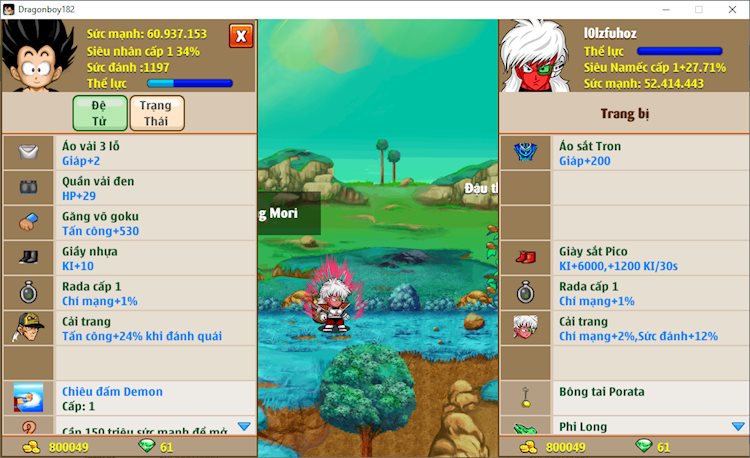 Dragonboy182
Sức mạnh: 60.937.153
Siêu nhân cấp 1 34%
Sức đánh :1197
Thể lực
X
Đệ
Tử
Trạng
Thái
Áo vải 3 lỗ
Giáp+2
Quần vải đen
HP+29
Găng võ goku
Tấn công+530
Giầy nhựa
KI+10
Rada cấp 1
Chí mạng+1%
Cải trang
Tấn công+24% khi đánh quái
Chiêu đấm Demon
Cấp: 1
Cần 150 triệu sức mạnh để mở
800049
61
g Mori
Đậu th
l0lzfuhoz
Thể lực
Siêu Namếc cấp 1+27.71%
Sức mạnh: 52.414.443
Trang bị
Áo sắt Tron
Giáp+200
Giày sắt Pico
KI+6000,+1200 KI/30s
Rada cấp 1
Chí mạng+1%
Cải trang
Chí mạng+2%,Sức đánh+12%
Bông tai Porata
Phi Long
800049
61